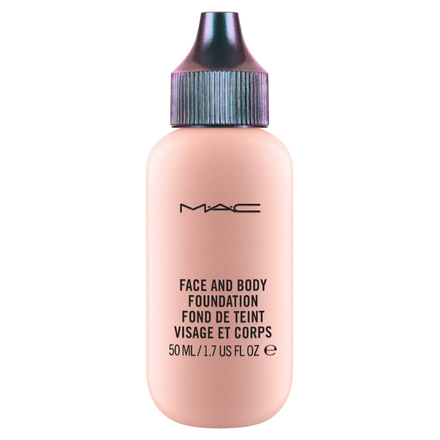 MAC
FACE AND BODY
FOUNDATION
FOND DE TEINT
VISAGE ET CORPS
50 ML / 1.7 US FL OZ ℮